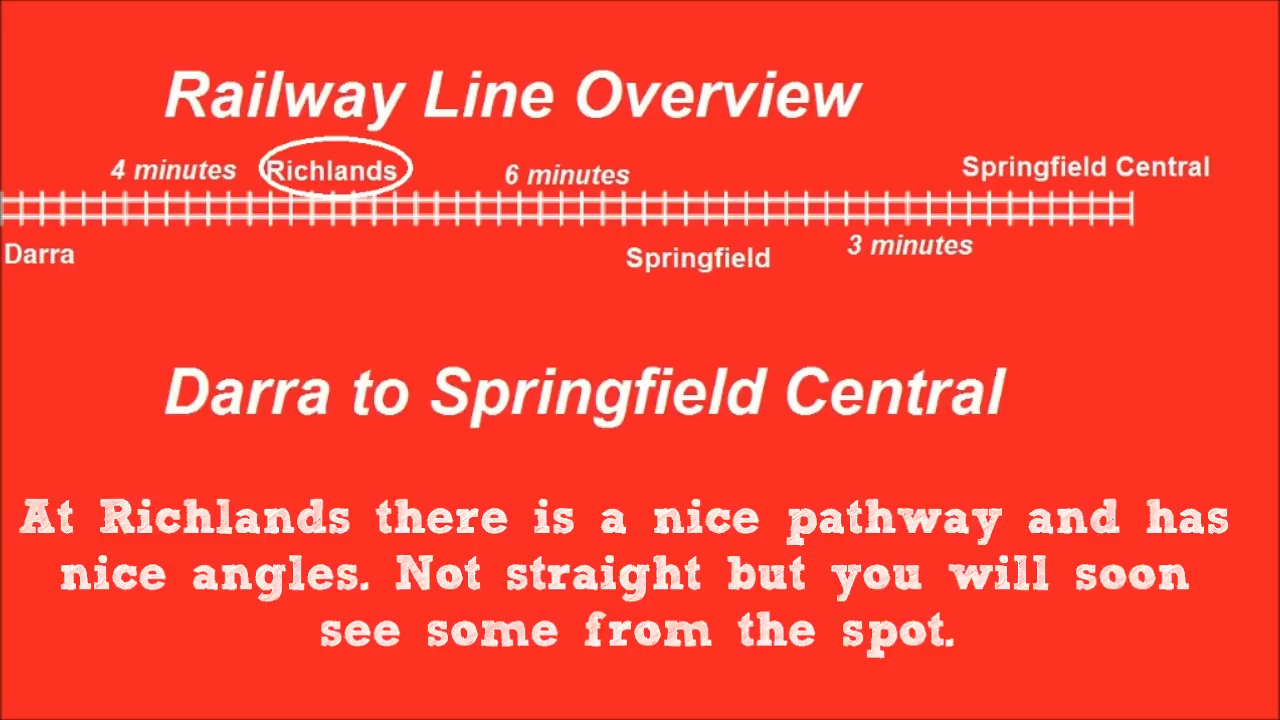 Railway Line Overview
4 minutes
Richlands
6 minutes
Springfield Central
Darra
Springfield
3 minutes
Darra to Springfield Central
At Richlands there is a nice pathway and has
nice angles. Not straight but you will soon
see some from the spot.